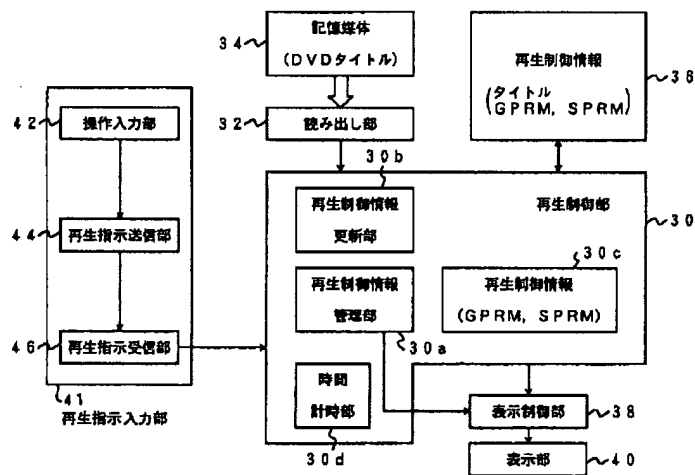 34
記憶媒体
(DVDタイトル)
再生制御情報
(タイトル
GPRM, SPRM)
36
42
操作入力部
32
読み出し部
30b
再生制御情報
更新部
再生制御部
30
44
再生指示送信部
30c
再生制御情報
管理部
再生制御情報
(GPRM, SPRM)
46
再生指示受信部
30a
41
再生指示入力部
時間
計時部
表示制御部
38
30d
表示部
40